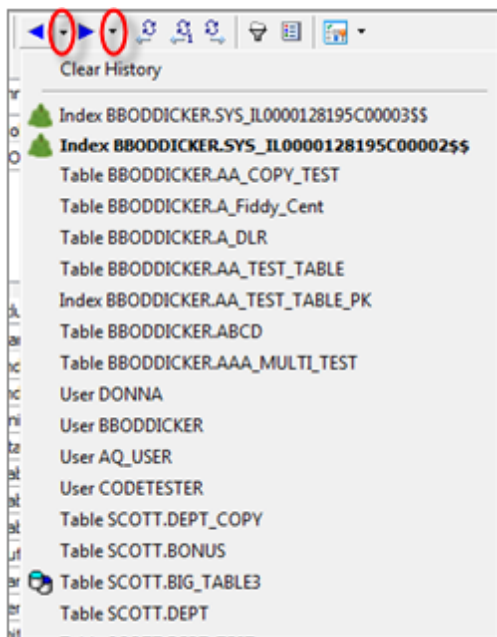 Clear History
Index BBODDICKER.SYS_IL0000128195C00003$$
Index BBODDICKER.SYS_IL0000128195C00002$$
Table BBODDICKER.AA_COPY_TEST
Table BBODDICKER.A_Fiddy_Cent
Table BBODDICKER.A_DLR
Table BBODDICKER.AA_TEST_TABLE
Index BBODDICKER.AA_TEST_TABLE_PK
Table BBODDICKER.ABCD
Table BBODDICKER.AAA_MULTI_TEST
User DONNA
User BBODDICKER
User AQ_USER
User CODETESTER
Table SCOTT.DEPT_COPY
Table SCOTT.BONUS
Table SCOTT.BIG_TABLE3
Table SCOTT.DEPT